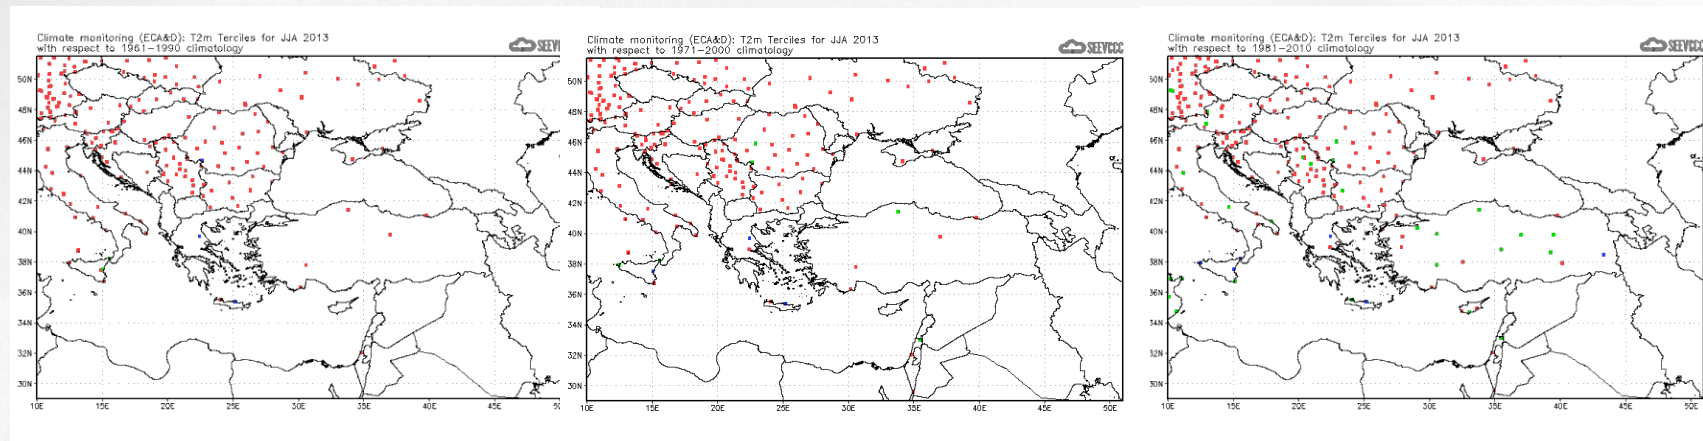 Climate monitoring (ECA&D): T2m Terciles for JJA 2013
with respect to 1961-1990 climatology
SEEV
50N
48N
46N
44N
42N
40N
38N
36N
34N
32N
30N
10E 15E 20E 25E 30E 35E 40E 45E 5
Climate monitoring (ECA&D): T2m Terciles for JJA 2013
with respect to 1971-2000 climatology
SEEVCCC
50N
48N
46N
44N
42N
40N
38N
36N
34N
32N
30N
10E 15E 20E 25E 30E 35E 40E 45E 50E
Climate monitoring (ECA&D): T2m Terciles for JJA 2013
with respect to 1981-2010 climatology
SEEVCCC
50N
48N
46N
44N
42N
40N
38N
36N
34N
32N
30N
10E 15E 20E 25E 30E 35E 40E 45E 50E